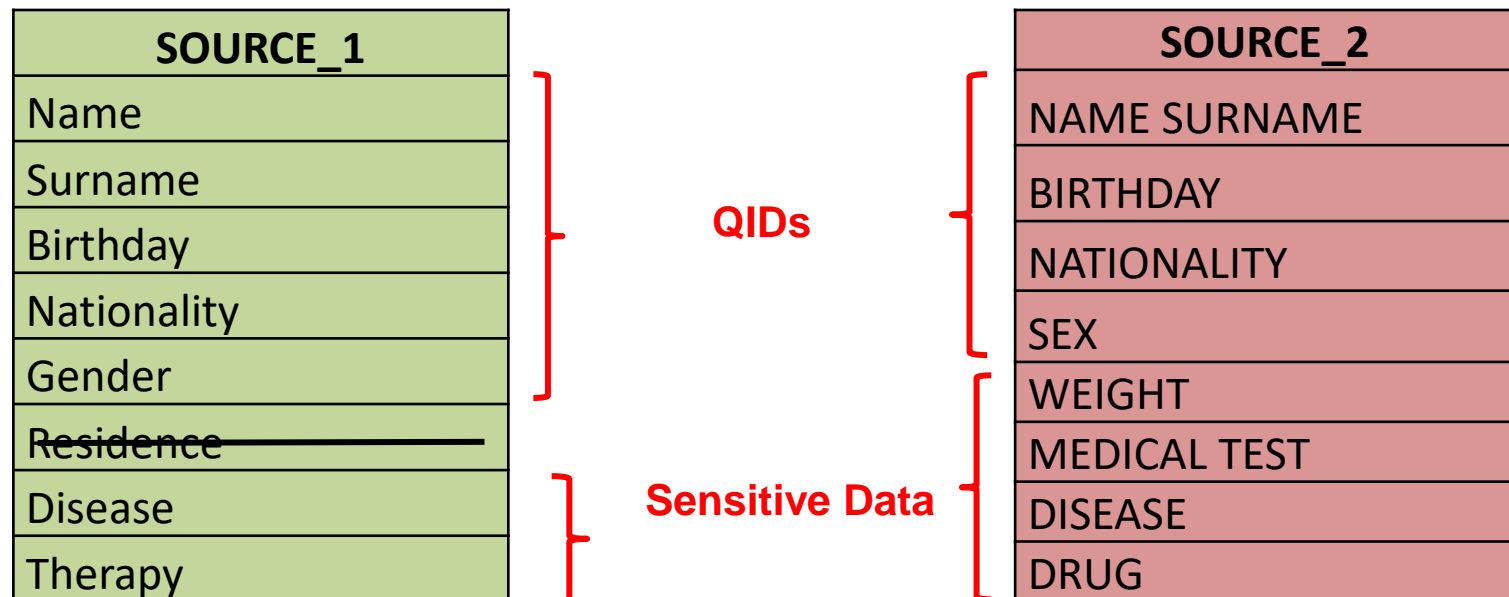 SOURCE_1
Name
Surname
Birthday
Nationality
Gender
Residence
Disease
Therapy
QIDs
Sensitive Data
SOURCE_2
NAME SURNAME
BIRTHDAY
NATIONALITY
SEX
WEIGHT
MEDICAL TEST
DISEASE
DRUG